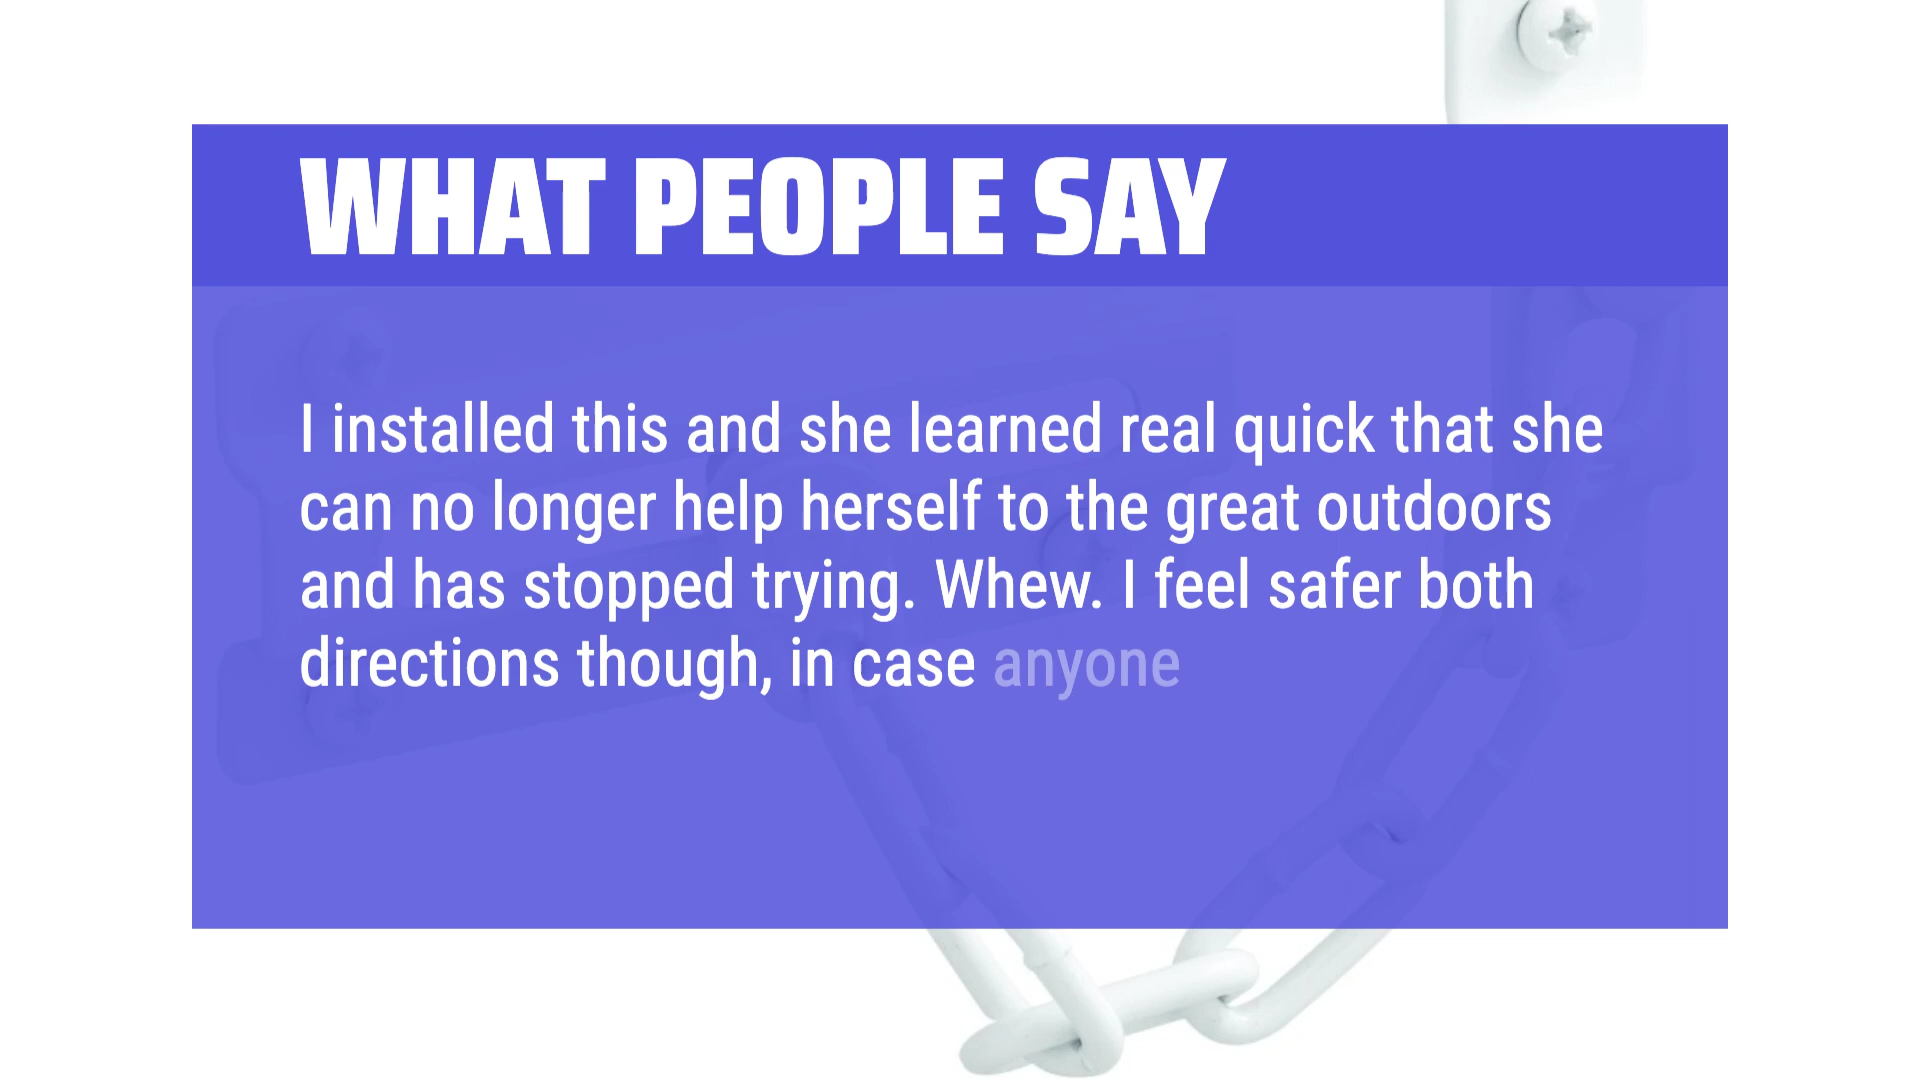 WHAT PEOPLE SAY
I installed this and she learned real quick that she
can no longer help herself to the great outdoors
and has stopped trying. Whew. I feel safer both
directions though, in case anyone